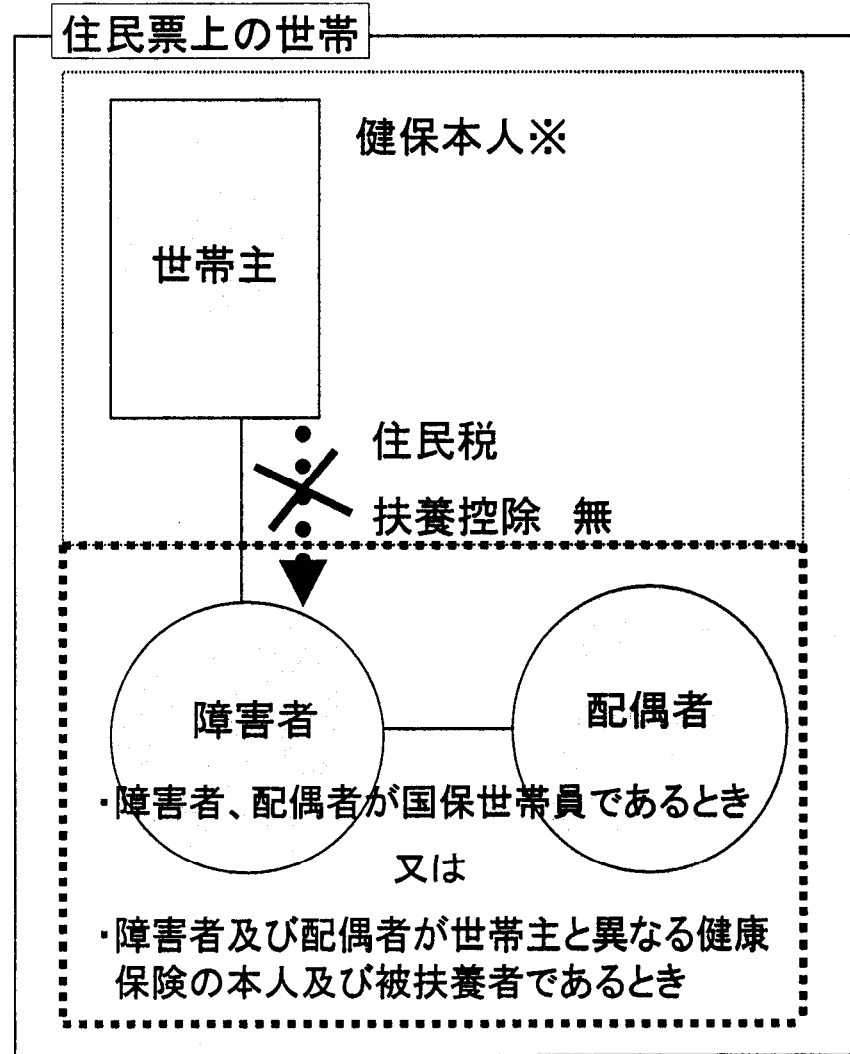 住民票上の世帯
健保本人※
世帯主
住民税
扶養控除 無
障害者
配偶者
・障害者、配偶者が国保世帯員であるとき
又は
・障害者及び配偶者が世帯主と異なる健康
保険の本人及び被扶養者であるとき